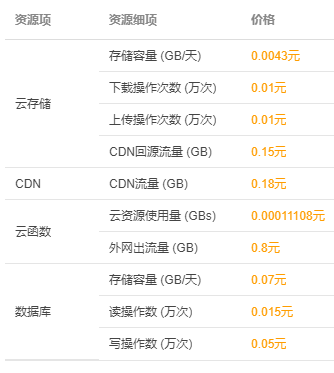 资源项 资源细项 价格
云存储 存储容量 (GB/天) 0.0043元
下载操作次数 (万次) 0.01元
上传操作次数 (万次) 0.01元
CDN回源流量 (GB) 0.15元
CDN CDN流量 (GB) 0.18元
云函数 云资源使用量 (GBs) 0.00011108元
外网出流量 (GB) 0.8元
数据库 存储容量 (GB/天) 0.07元
读操作数 (万次) 0.015元
写操作数 (万次) 0.05元